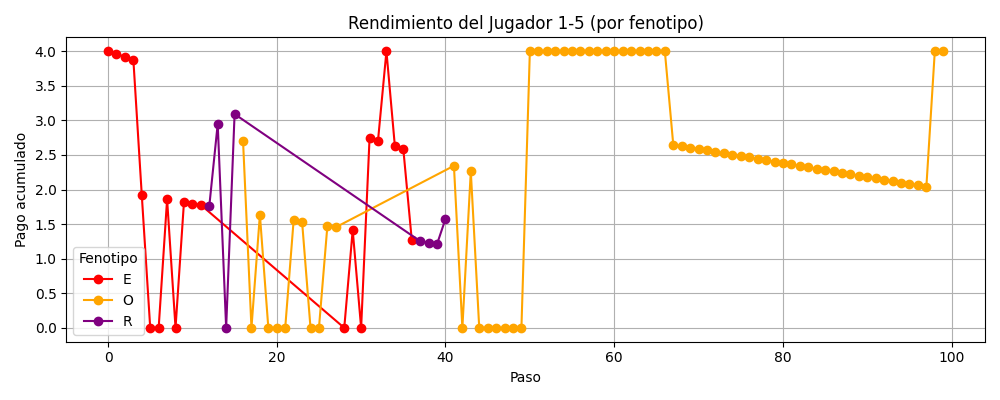 Rendimiento del Jugador 1-5 (por fenotipo)
Pago acumulado
4.0
3.5
3.0
2.5
2.0
1.5
1.0
0.5
0.0
Fenotipo
E
O
R
0 20 40 60 80 100
Paso